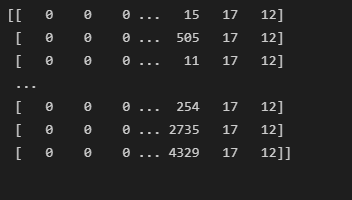 [[ 0 0 0 ... 15 17 12]
[ 0 0 0 ... 505 17 12]
[ 0 0 0 ... 11 17 12]
...
[ 0 0 0 ... 254 17 12]
[ 0 0 0 ... 2735 17 12]
[ 0 0 0 ... 4329 17 12]]